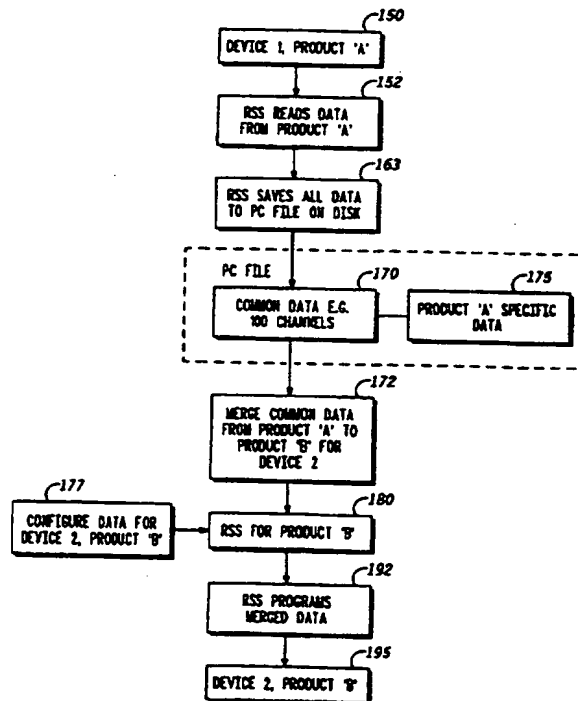 150
DEVICE 1, PRODUCT 'A'
152
RSS READS DATA
FROM PRODUCT 'A'
163
RSS SAVES ALL DATA
TO PC FILE ON DISK
PC FILE
170
COMMON DATA E.G.
100 CHANNELS
175
PRODUCT 'A' SPECIFIC
DATA
172
MERGE COMMON DATA
FROM PRODUCT 'A' TO
PRODUCT 'B' FOR
DEVICE 2
177
CONFIGURE DATA FOR
DEVICE 2, PRODUCT 'B'
180
RSS FOR PRODUCT 'B'
192
RSS PROGRAMS
MERGED DATA
195
DEVICE 2, PRODUCT 'B'